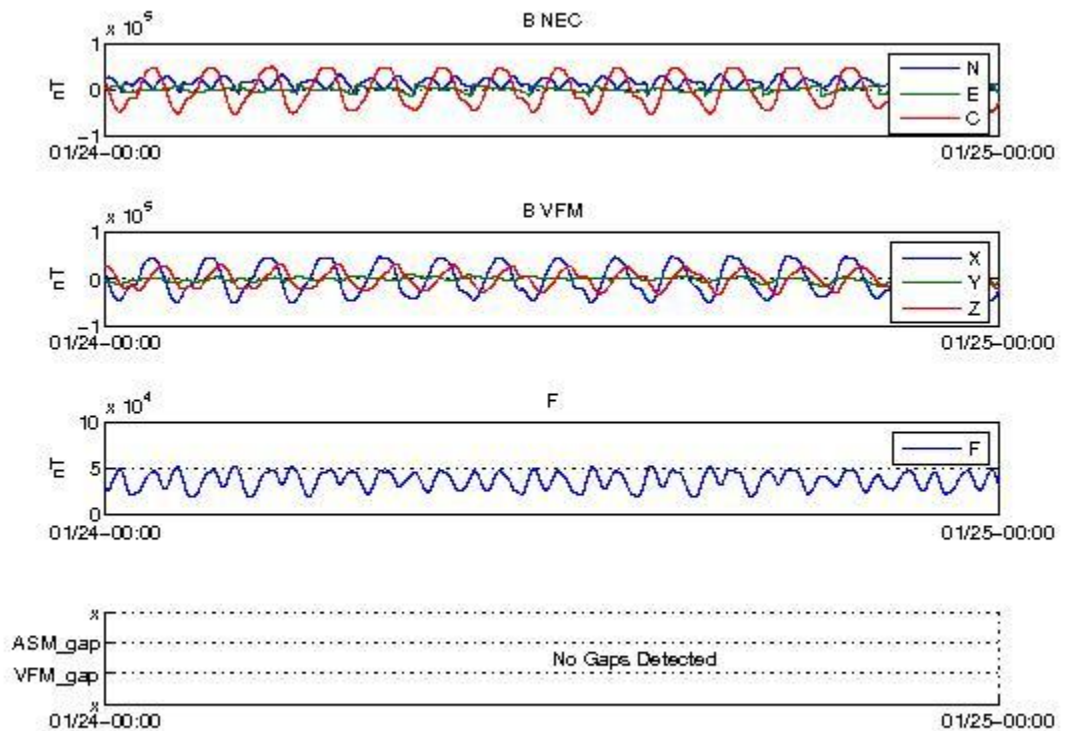 B NEC
x 10^5
1
0
-1
nT
N
E
C
01/24-00:00 01/25-00:00
B VFM
x 10^5
1
0
-1
nT
X
Y
Z
01/24-00:00 01/25-00:00
F
x 10^4
10
5
0
nT
F
01/24-00:00 01/25-00:00
x
ASM_gap
No Gaps Detected
VFM_gap
x
01/24-00:00 01/25-00:00